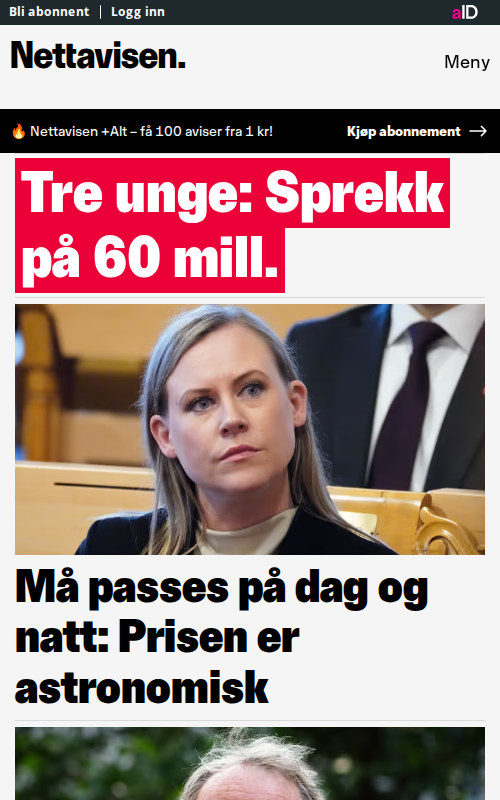 Bli abonnent | Logg inn
aID
Nettavisen.
Meny
🔥 Nettavisen +Alt – få 100 aviser fra 1 kr!
Kjøp abonnement →
Tre unge: Sprekk
på 60 mill.
Må passes på dag og
natt: Prisen er
astronomisk